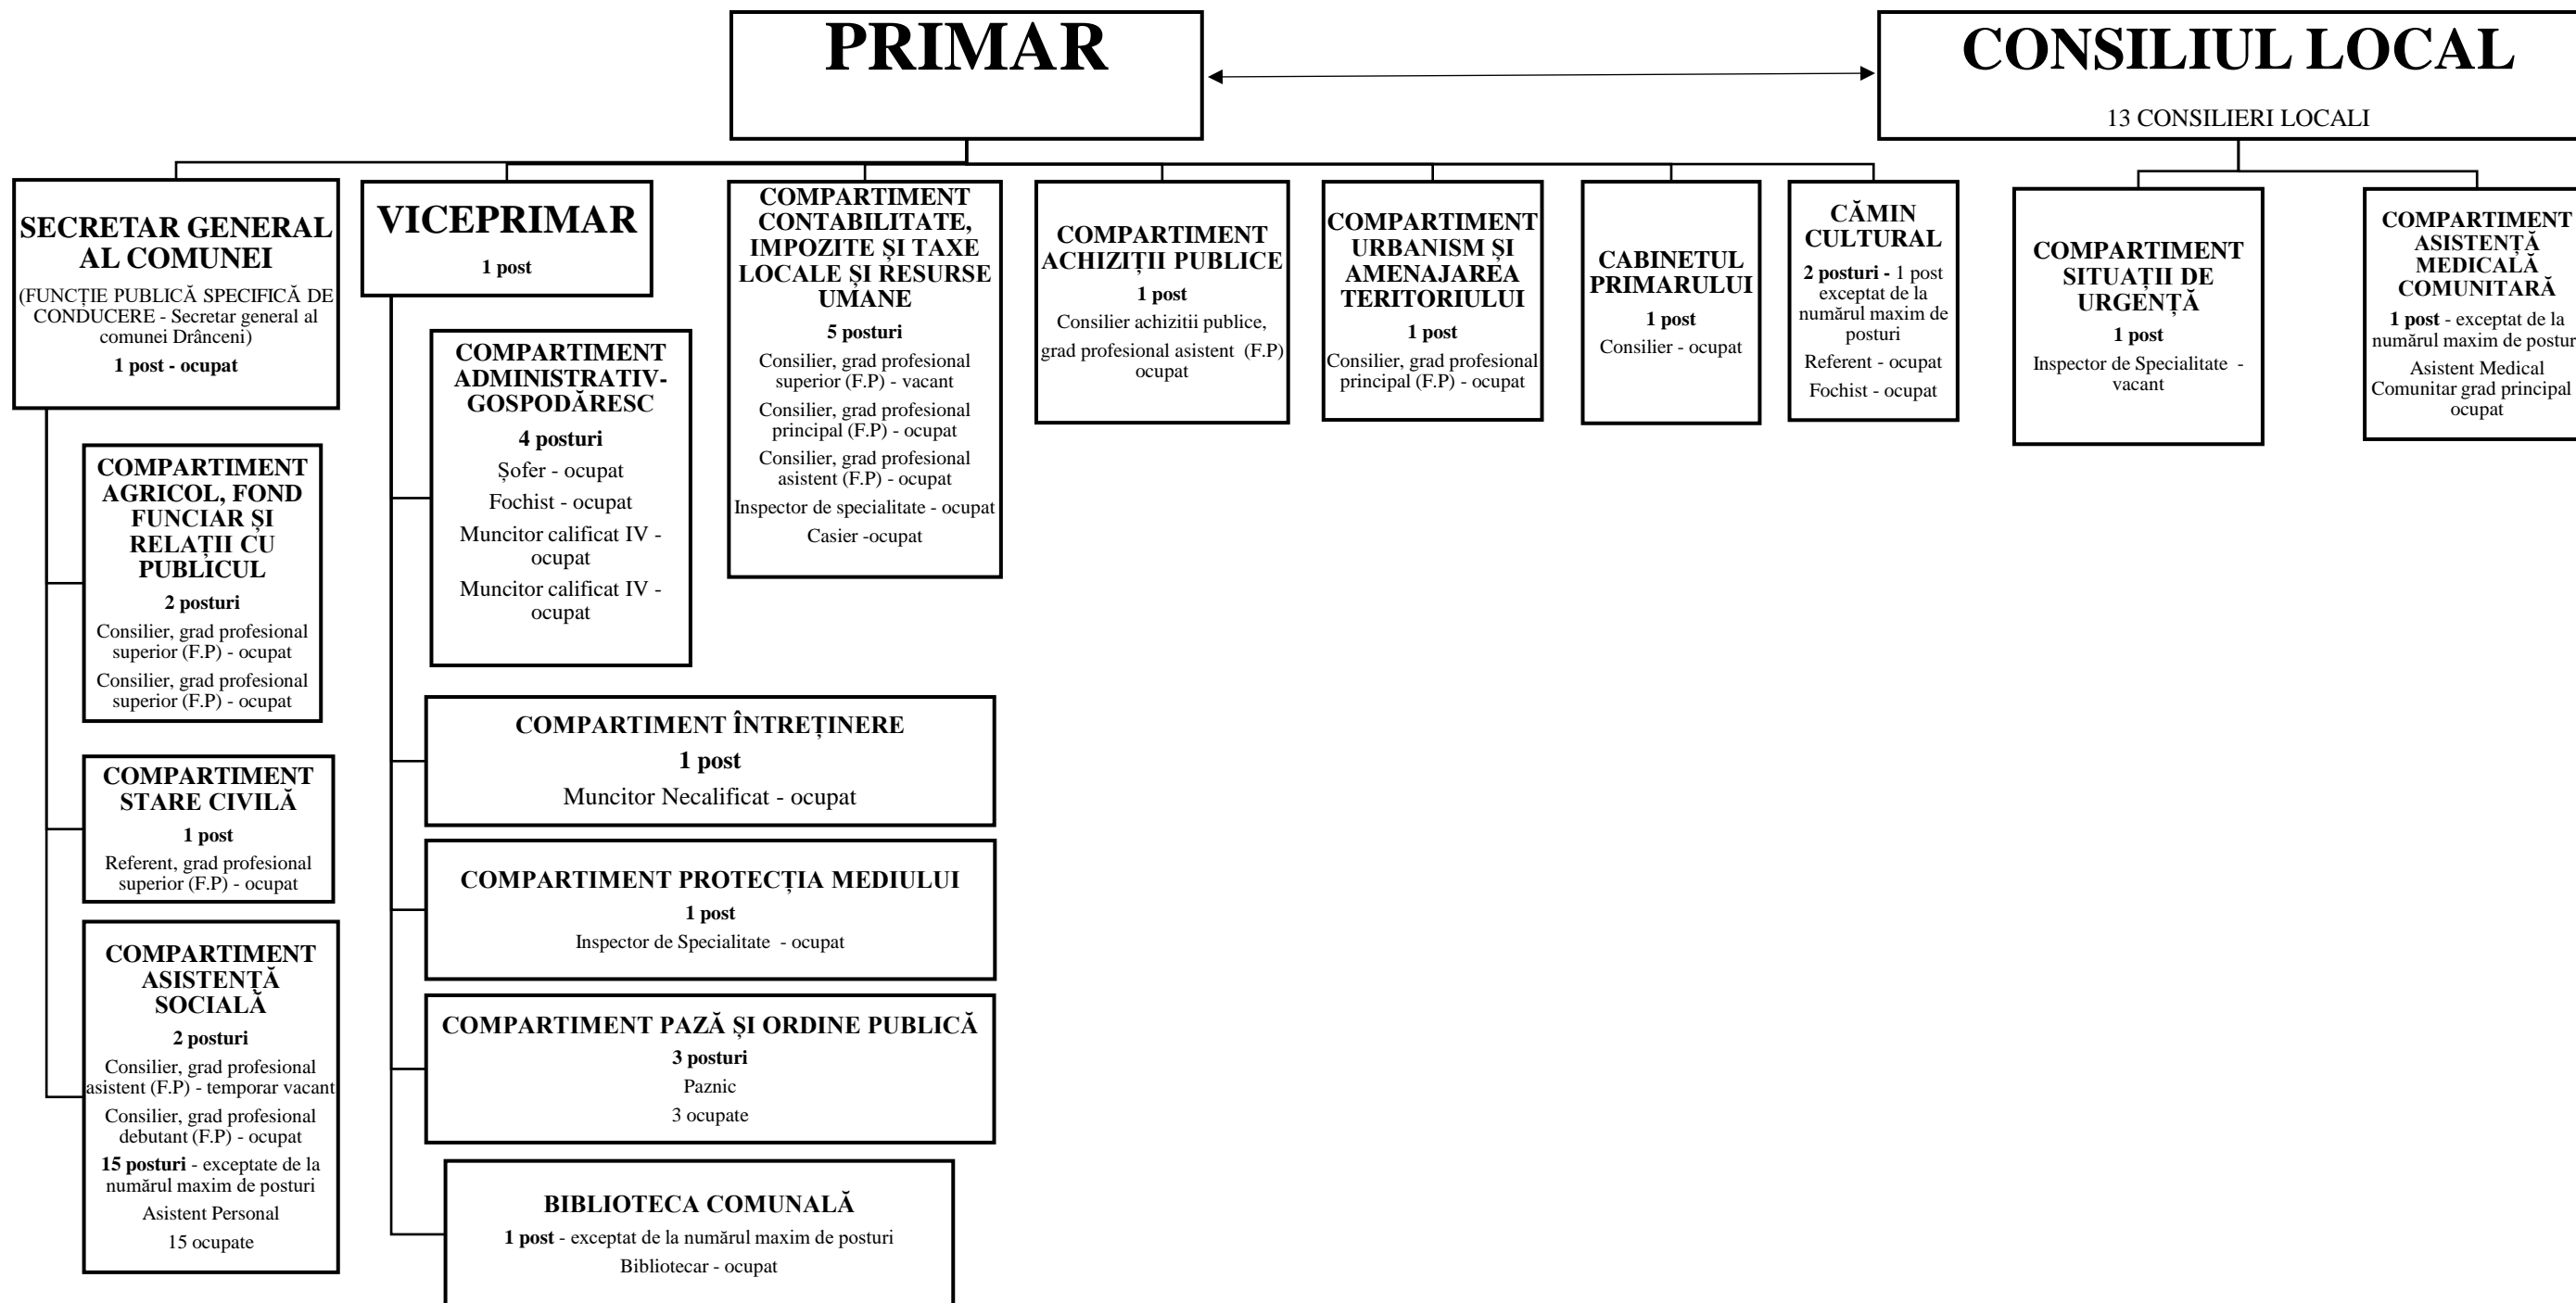 PRIMAR
CONSILIUL LOCAL
13 CONSILIERI LOCALI
SECRETAR GENERAL
AL COMUNEI
(FUNCȚIE PUBLICĂ SPECIFICĂ DE
CONDUCERE - Secretar general al
comunei Drânceni)
1 post - ocupat
COMPARTIMENT
AGRICOL, FOND
FUNCIAR ȘI
RELAȚII CU
PUBLICUL
2 posturi
Consilier, grad profesional
superior (F.P) - ocupat
Consilier, grad profesional
superior (F.P) - ocupat
COMPARTIMENT
STARE CIVILĂ
1 post
Referent, grad profesional
superior (F.P) - ocupat
COMPARTIMENT
ASISTENȚĂ
SOCIALĂ
2 posturi
Consilier, grad profesional
asistent (F.P) - temporar vacant
Consilier, grad profesional
debutant (F.P) - ocupat
15 posturi - exceptate de la
numărul maxim de posturi
Asistent Personal
15 ocupate
VICEPRIMAR
1 post
COMPARTIMENT
ADMINISTRATIV-
GOSPODĂRESC
4 posturi
Șofer - ocupat
Fochist - ocupat
Muncitor calificat IV -
ocupat
Muncitor calificat IV -
ocupat
COMPARTIMENT ÎNTREȚINERE
1 post
Muncitor Necalificat - ocupat
COMPARTIMENT PROTECȚIA MEDIULUI
1 post
Inspector de Specialitate - ocupat
COMPARTIMENT PAZĂ ȘI ORDINE PUBLICĂ
3 posturi
Paznic
3 ocupate
BIBLIOTECA COMUNALĂ
1 post - exceptat de la numărul maxim de posturi
Bibliotecar - ocupat
COMPARTIMENT
CONTABILITATE,
IMPOZITE ȘI TAXE
LOCALE ȘI RESURSE
UMANE
5 posturi
Consilier, grad profesional
superior (F.P) - vacant
Consilier, grad profesional
principal (F.P) - ocupat
Consilier, grad profesional
asistent (F.P) - ocupat
Inspector de specialitate - ocupat
Casier -ocupat
COMPARTIMENT
ACHIZIȚII PUBLICE
1 post
Consilier achizitii publice,
grad profesional asistent (F.P)
ocupat
COMPARTIMENT
URBANISM ȘI
AMENAJAREA
TERITORIULUI
1 post
Consilier, grad profesional
principal (F.P) - ocupat
CABINETUL
PRIMARULUI
1 post
Consilier - ocupat
CĂMIN
CULTURAL
2 posturi - 1 post
exceptat de la
numărul maxim de
posturi
Referent - ocupat
Fochist - ocupat
COMPARTIMENT
SITUAȚII DE
URGENȚĂ
1 post
Inspector de Specialitate -
vacant
COMPARTIMENT
ASISTENȚĂ
MEDICALĂ
COMUNITARĂ
1 post - exceptat de la
numărul maxim de postur
Asistent Medical
Comunitar grad principal
ocupat